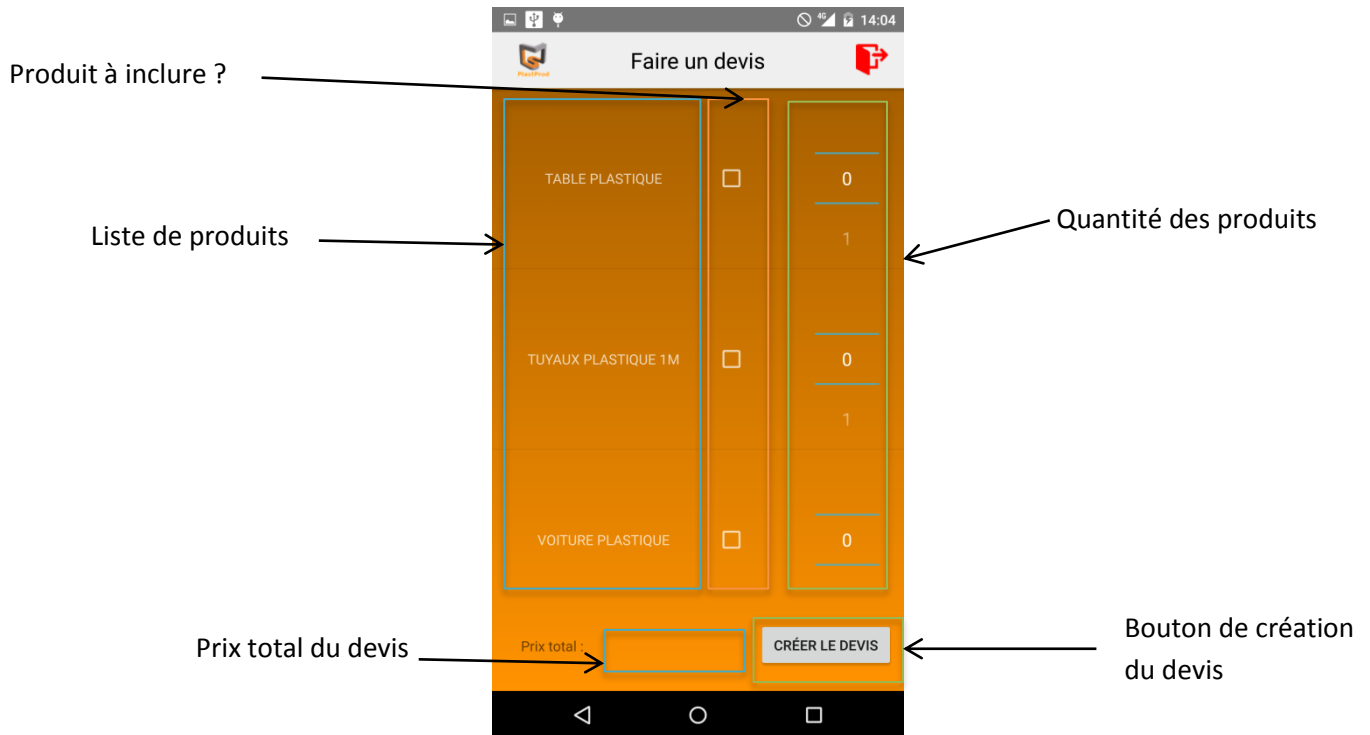 4G 14:04
PlastProd
Faire un devis
Produit à inclure ?
TABLE PLASTIQUE
0
Quantité des produits
Liste de produits
1
TUYAUX PLASTIQUE 1M
0
1
VOITURE PLASTIQUE
0
Bouton de création
du devis
Prix total du devis
Prix total :
CRÉER LE DEVIS